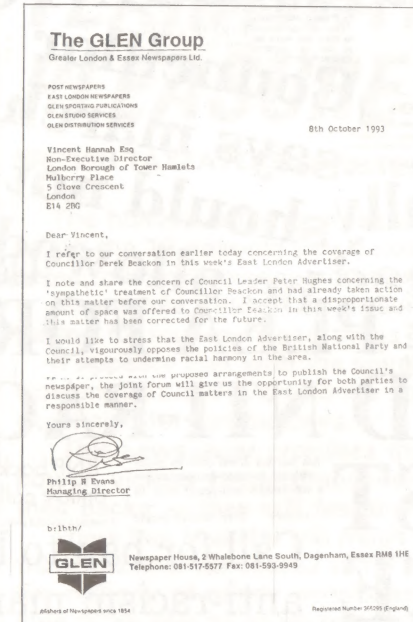 The GLEN Group
Greater London & Essex Newspapers Ltd.
POST NEWSPAPERS
EAST LONDON NEWSPAPERS
GLEN SPORTING PUBLICATIONS
GLEN STUDIO SERVICES
GLEN DISTRIBUTION SERVICES
8th October 1993
Vincent Hannah Esq
Non-Executive Director
London Borough of Tower Hamlets
Mulberry Place
5 Clove Crescent
London
E14 2BG
Dear Vincent,
I refer to our conversation earlier today concerning the coverage of
Councillor Derek Beackon in this week's East London Advertiser.
I note and share the concern of Council Leader Peter Hughes concerning the
'sympathetic' treatment of Councillor Beackon and had already taken action
on this matter before our conversation. I accept that a disproportionate
amount of space was offered to Councillor Beackon in this week's issue and
this matter has been corrected for the future.
I would like to stress that the East London Advertiser, along with the
Council, vigourously opposes the policies of the British National Party and
their attempts to undermine racial harmony in the area.
proceed with the proposed arrangements to publish the Council's
newspaper, the joint forum will give us the opportunity for both parties to
discuss the coverage of Council matters in the East London Advertiser in a
responsible manner.
Yours sincerely,
Philip R Evans
Managing Director
GLEN
Newspaper House, 2 Whalebone Lane South, Dagenham, Essex RM8 1HE
Telephone: 081-517-5577 Fax: 081-593-9949
Publishers of Newspapers since 1854
Registered Number (England)